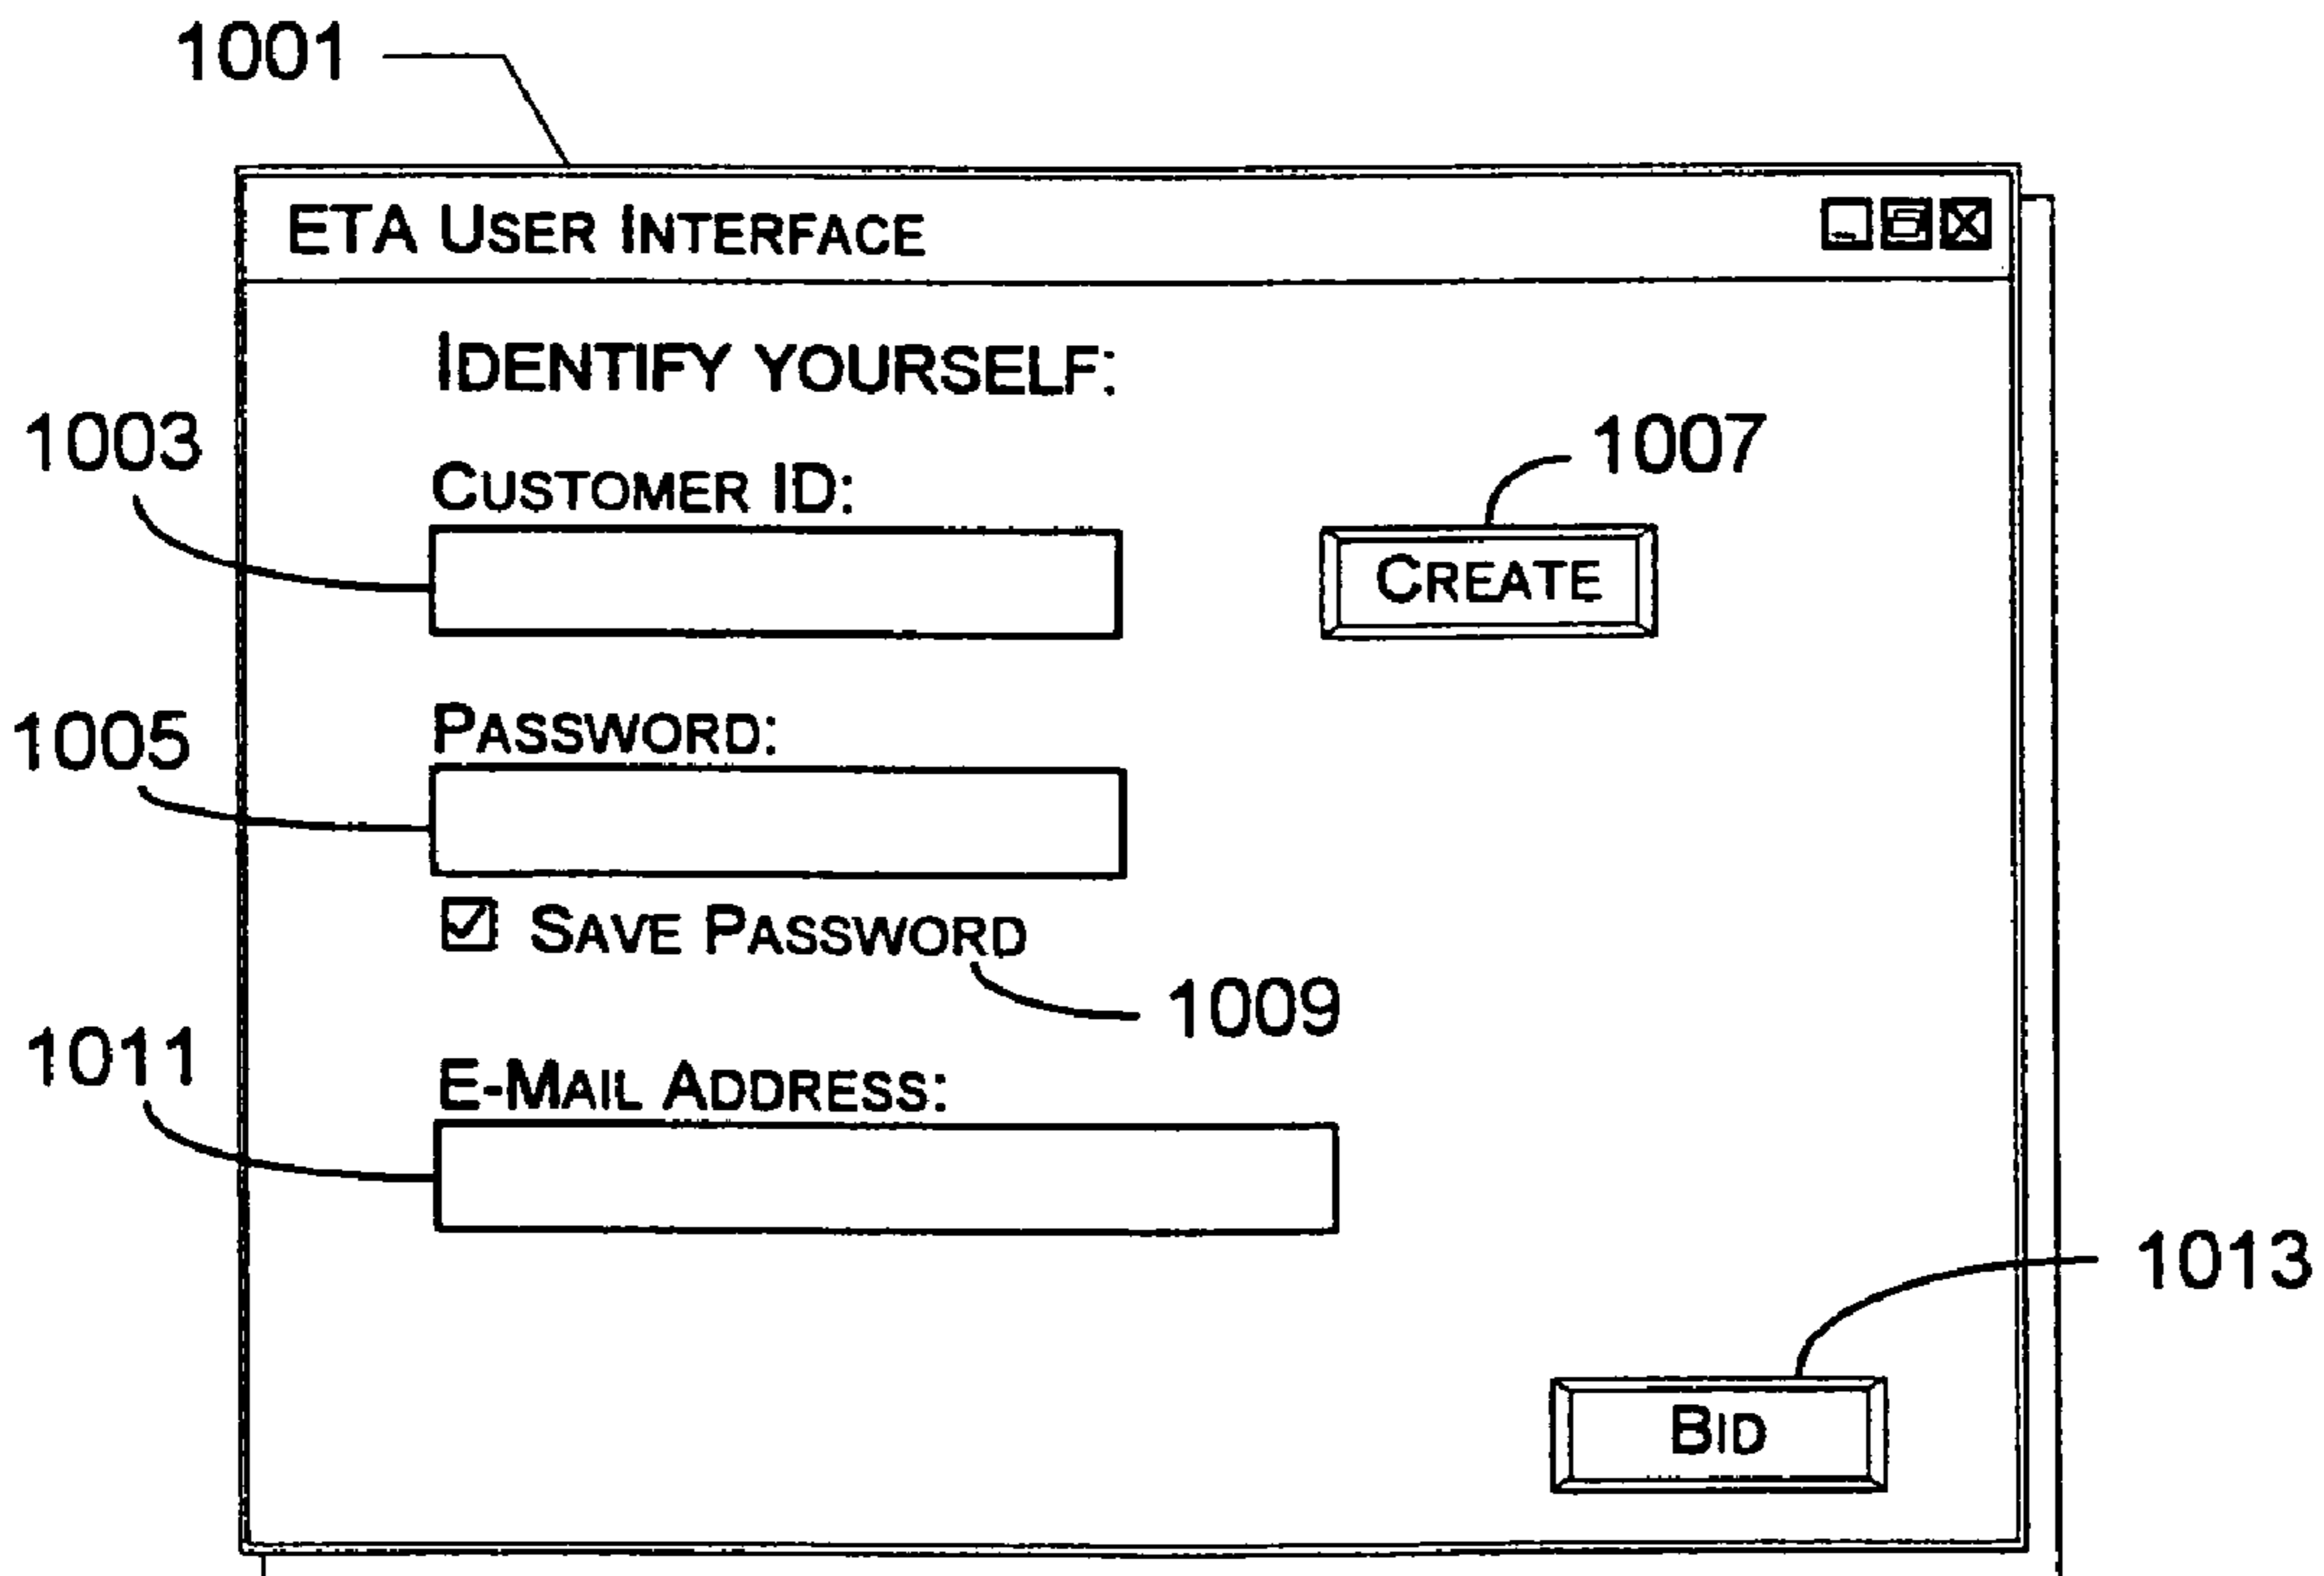 1001
ETA USER INTERFACE
IDENTIFY YOURSELF:
1003
1007
CUSTOMER ID:
CREATE
1005
PASSWORD:
SAVE PASSWORD
1009
1011
E-MAIL ADDRESS:
1013
BID